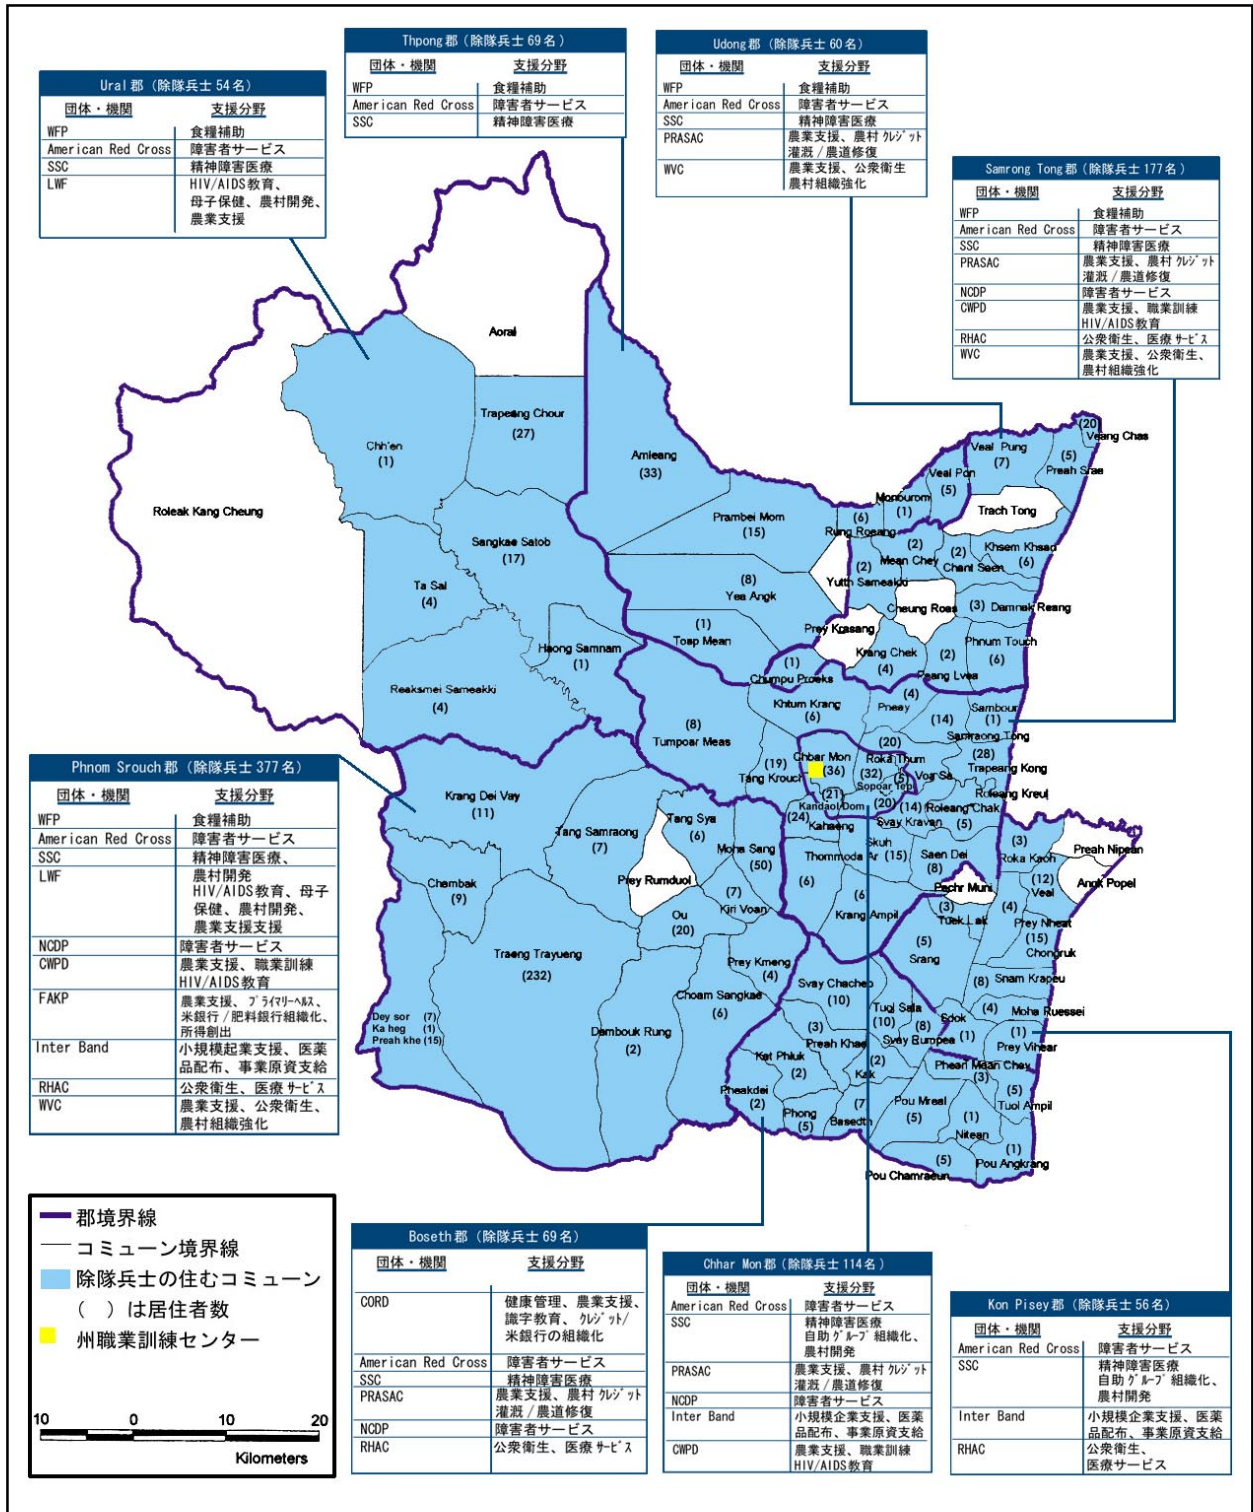 Thpong郡（除隊兵士69名）
団体・機関 支援分野
WFP 食糧補助
American Red Cross 障害者サービス
SSC 精神障害医療
Udong郡（除隊兵士60名）
団体・機関 支援分野
WFP 食糧補助
American Red Cross 障害者サービス
SSC 精神障害医療
PRASAC 農業支援、農村クレジット
灌漑/農道修復
WVC 農業支援、公衆衛生
農村組織強化
Ural郡（除隊兵士54名）
団体・機関 支援分野
WFP 食糧補助
American Red Cross 障害者サービス
SSC 精神障害医療
LWF HIV/AIDS教育、
母子保健、農村開発、
農業支援
Samrong Tong郡（除隊兵士177名）
団体・機関 支援分野
WFP 食糧補助
American Red Cross 障害者サービス
SSC 精神障害医療
PRASAC 農業支援、農村クレジット
灌漑/農道修復
NCDP 障害者サービス
CWPD 農業支援、職業訓練
HIV/AIDS教育
RHAC 公衆衛生、医療サービス
WVC 農業支援、公衆衛生、
農村組織強化
Aoral
Trapeang Chour
(27)
Chh'en
(1)
Roleak Kang Cheung
Amleang
(33)
Prambei Mom
(15)
Sangkae Satob
(17)
Ta Sal
(4)
(8)
Yea Angk
(1)
Toap Mean
Haong Samnam
(1)
Reaksmei Sameakki
(4)
(20)
Veang Chas
Veal Pung
(7)
(5)
Preah Srae
Veal Pon
(5)
Monourom
(1)
(6)
Rung Roeang
Trach Tong
(2)
Mean Chey
(2)
Chant Saen
Khsem Khsan
(6)
(2)
Yutth Sameakki
Cheung Roas
(3) Damnak Reang
Prey Krasang
Krang Chek
(4)
(2)
Peang Lvea
Phnum Touch
(6)
(1)
Chumpu Proeks
Khtum Krang
(6)
(4)
Pneay
(14)
Samraong Tong
Sambour
(1)
(8)
Tumpoar Meas
(19)
Tang Krouch
Chbar Mon
(36)
(20)
Roka Thum
(32)
(5)
Sopoar Tep
Voa Sa
(28)
Trapeang Kong
Roleang Kreul
(21)
Kandaol Dom
(20)
(14)
Svay Kravan
Roleang Chak
(5)
(24)
Kahaeng
Thommoda Ar
(6)
Skuh
(15)
Saen Dei
(8)
(6)
Krang Ampil
Pechr Muni
(3)
Roka Kaoh
Preah Nipean
Angk Popel
(12)
Veal
(3)
Tuek Lak
(4)
Prey Nheat
(15)
Chongruk
(5)
Srang
(8)
Snam Krapeu
(4)
Moha Ruessei
(1)
Prey Vihear
Sdok
(1)
Pheari Mean Chey
(3)
(5)
Tuol Ampil
(1)
Nitean
(1)
Pou Angkrang
Pou Mreal
(5)
(5)
Pou Chamraeun
Svay Chacheb
(10)
Tuol Sala
(10)
(8)
Svay Rumpea
(3)
Preah Khae
(2)
Kak
Kat Phluk
(2)
Pheakdei
(2)
Phong
(5)
(7)
Basedth
Krang Dei Vay
(11)
Tang Samraong
(7)
Tang Sya
(6)
Moha Sang
(50)
Prey Rumduol
(7)
Kiri Voan
Chambak
(9)
Ou
(20)
Traeng Trayueng
(232)
Prey Kmeng
(4)
Choam Sangkae
(6)
Dambouk Rung
(2)
Dey sor (7)
Ka heg (1)
Preah khe (15)
Phnom Srouch郡（除隊兵士377名）
団体・機関 支援分野
WFP 食糧補助
American Red Cross 障害者サービス
SSC 精神障害医療、
LWF 農村開発
HIV/AIDS教育、母子
保健、農村開発、
農業支援支援
NCDP 障害者サービス
CWPD 農業支援、職業訓練
HIV/AIDS教育
FAKP 農業支援、プライマリーヘルス、
米銀行/肥料銀行組織化、
所得創出
Inter Band 小規模起業支援、医薬
品配布、事業原資支給
RHAC 公衆衛生、医療サービス
WVC 農業支援、公衆衛生、
農村組織強化
郡境界線
コミューン境界線
除隊兵士の住むコミューン
（ ）は居住者数
州職業訓練センター
10 0 10 20
Kilometers
Boseth郡（除隊兵士69名）
団体・機関 支援分野
CORD 健康管理、農業支援、
識字教育、クレジット/
米銀行の組織化
American Red Cross 障害者サービス
SSC 精神障害医療
PRASAC 農業支援、農村クレジット
灌漑/農道修復
NCDP 障害者サービス
RHAC 公衆衛生、医療サービス
Chhar Mon郡（除隊兵士114名）
団体・機関 支援分野
American Red Cross 障害者サービス
SSC 精神障害医療
自助グループ組織化、
農村開発
PRASAC 農業支援、農村クレジット
灌漑/農道修復
NCDP 障害者サービス
Inter Band 小規模企業支援、医薬
品配布、事業原資支給
CWPD 農業支援、職業訓練
HIV/AIDS教育
Kon Pisey郡（除隊兵士56名）
団体・機関 支援分野
American Red Cross 障害者サービス
SSC 精神障害医療
自助グループ組織化、
農村開発
Inter Band 小規模企業支援、医薬
品配布、事業原資支給
RHAC 公衆衛生、
医療サービス